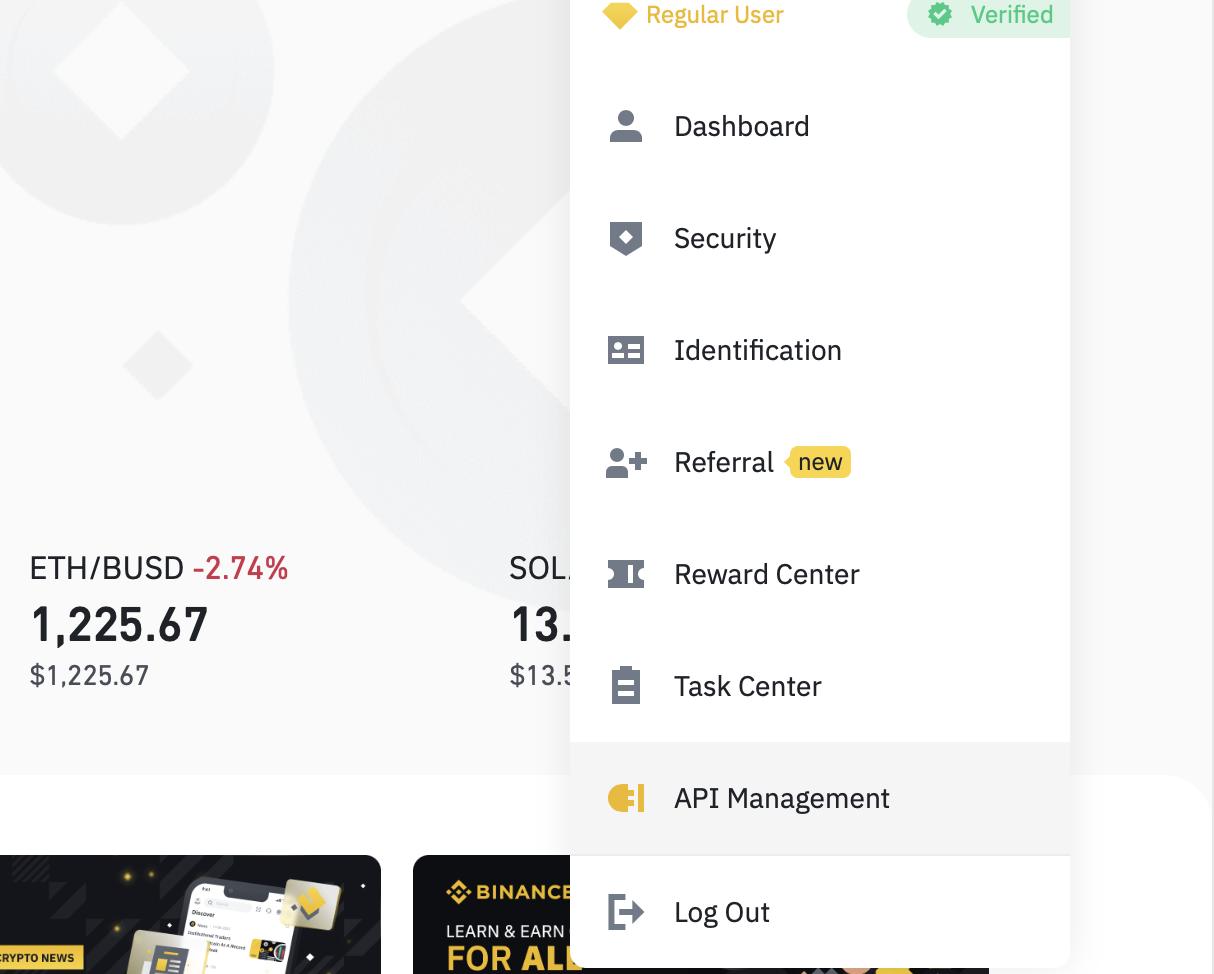 Regular User
Verified
Dashboard
Security
Identification
Referral new
Reward Center
Task Center
API Management
Log Out
ETH/BUSD -2.74%
1,225.67
$1,225.67
SOL
13.
$13.5
CRYPTO NEWS
Discover
News
BINANCE
LEARN & EARN
FOR ALL